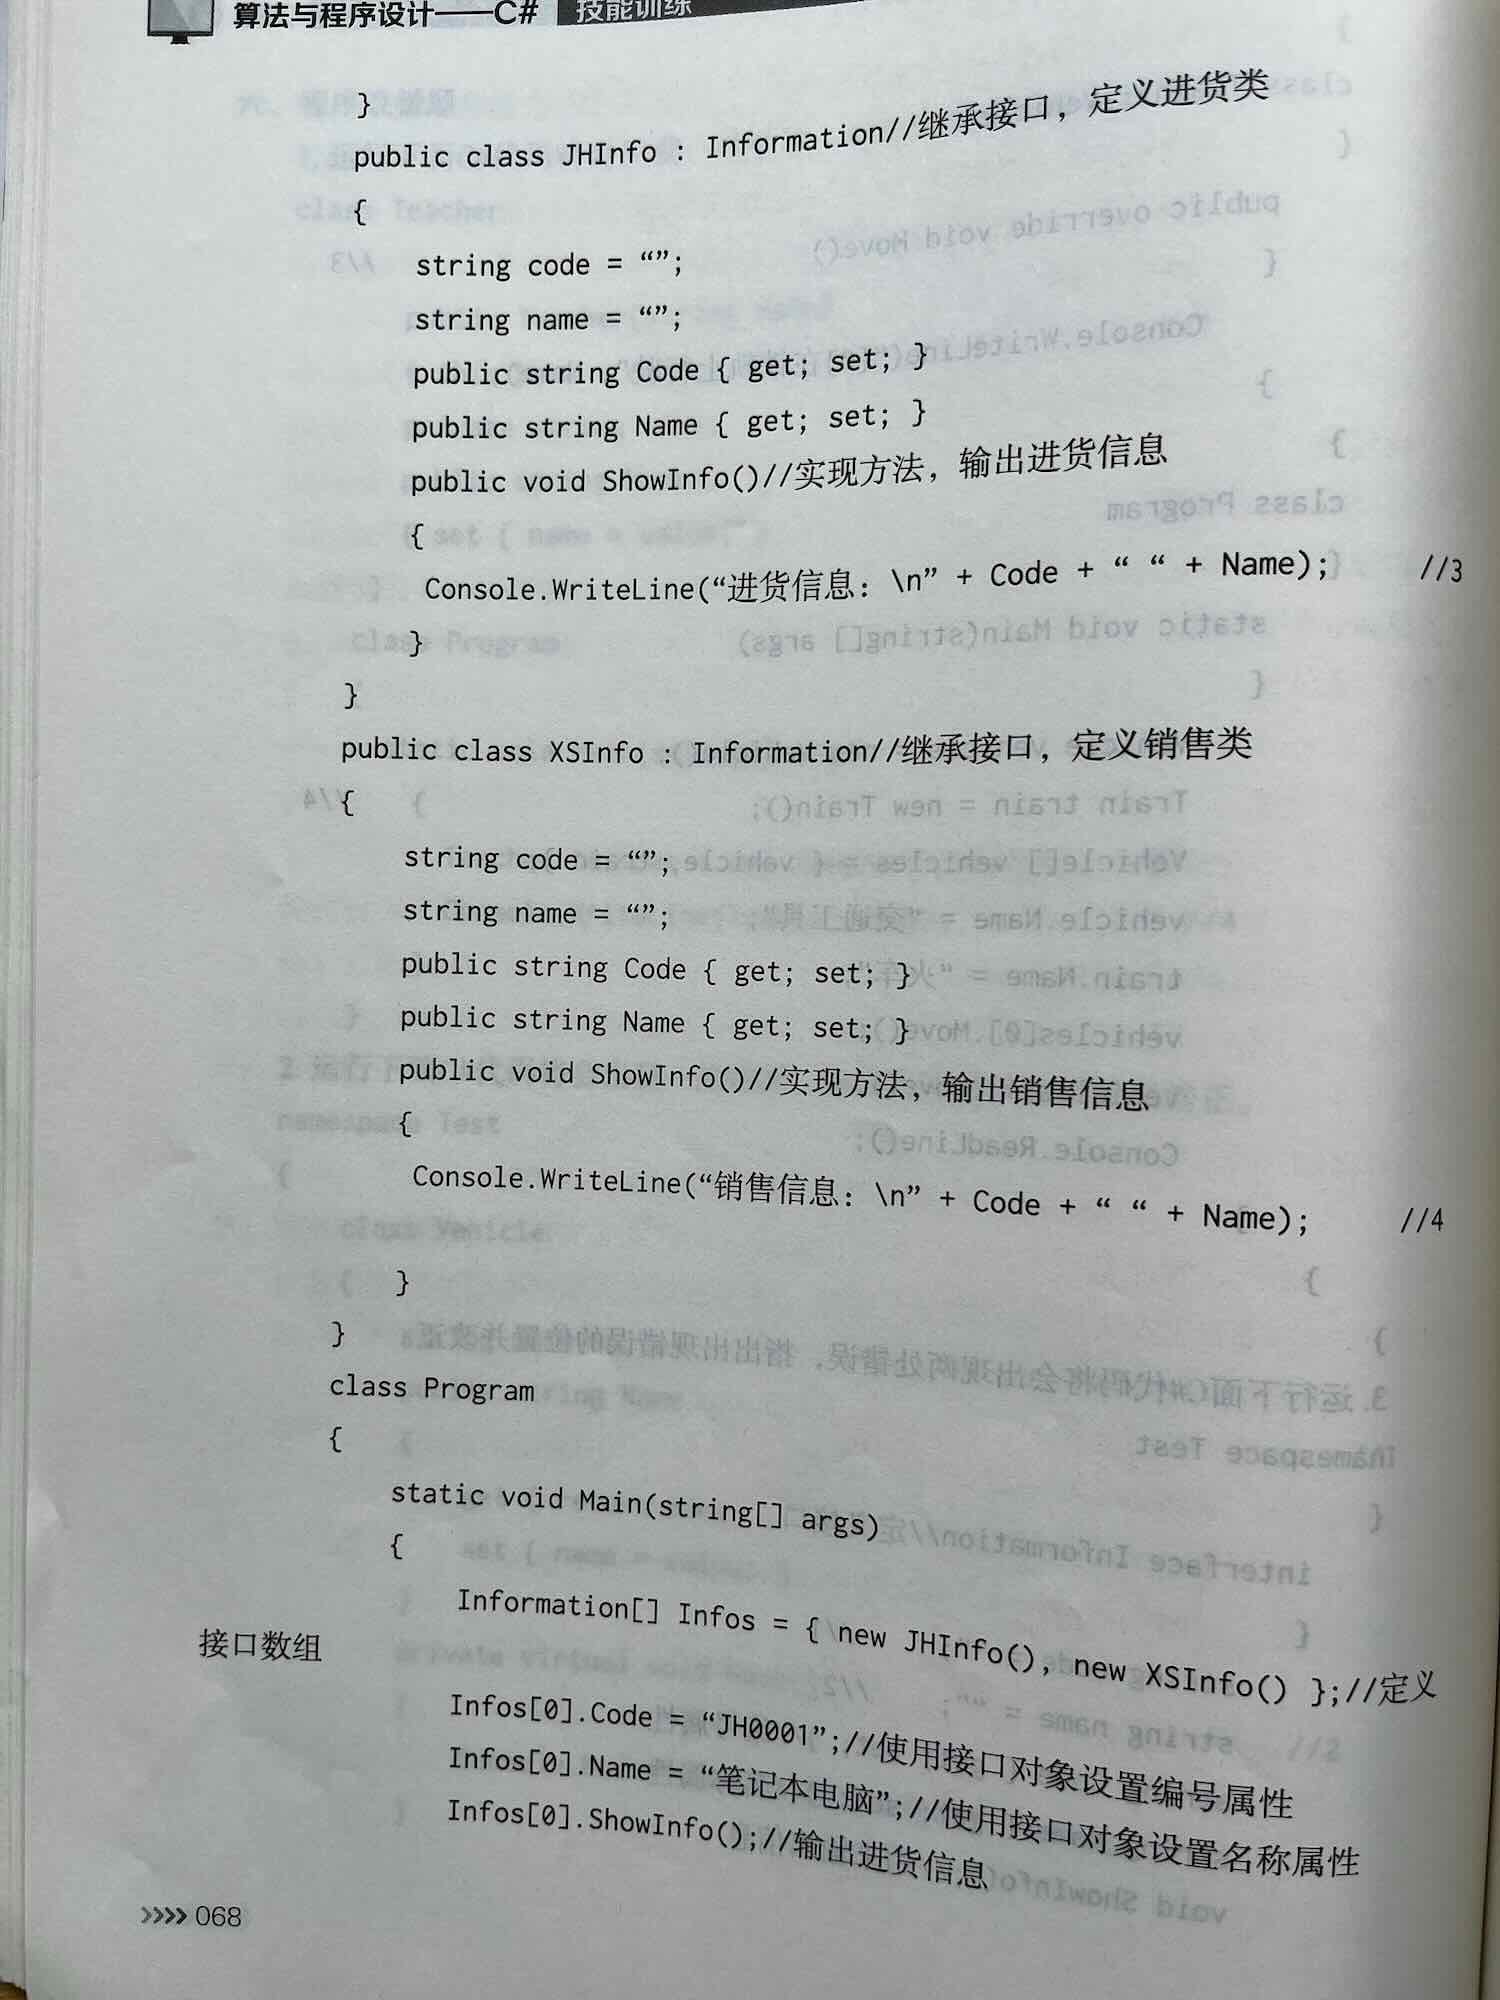 算法与程序设计——C# 技能训练
}
public class JHInfo : Information//继承接口，定义进货类
{
string code = “”;
string name = “”;
public string Code { get; set; }
public string Name { get; set; }
public void ShowInfo()//实现方法，输出进货信息
{
Console.WriteLine(“进货信息：\n” + Code + “ “ + Name); //3
}
}
public class XSInfo : Information//继承接口，定义销售类
{
string code = “”;
string name = “”;
public string Code { get; set; }
public string Name { get; set; }
public void ShowInfo()//实现方法，输出销售信息
{
Console.WriteLine(“销售信息：\n” + Code + “ “ + Name); //4
}
}
class Program
{
static void Main(string[] args)
{
Information[] Infos = { new JHInfo(), new XSInfo() };//定义
接口数组
Infos[0].Code = “JH0001”;//使用接口对象设置编号属性
Infos[0].Name = “笔记本电脑”;//使用接口对象设置名称属性
Infos[0].ShowInfo();//输出进货信息
>>>> 068